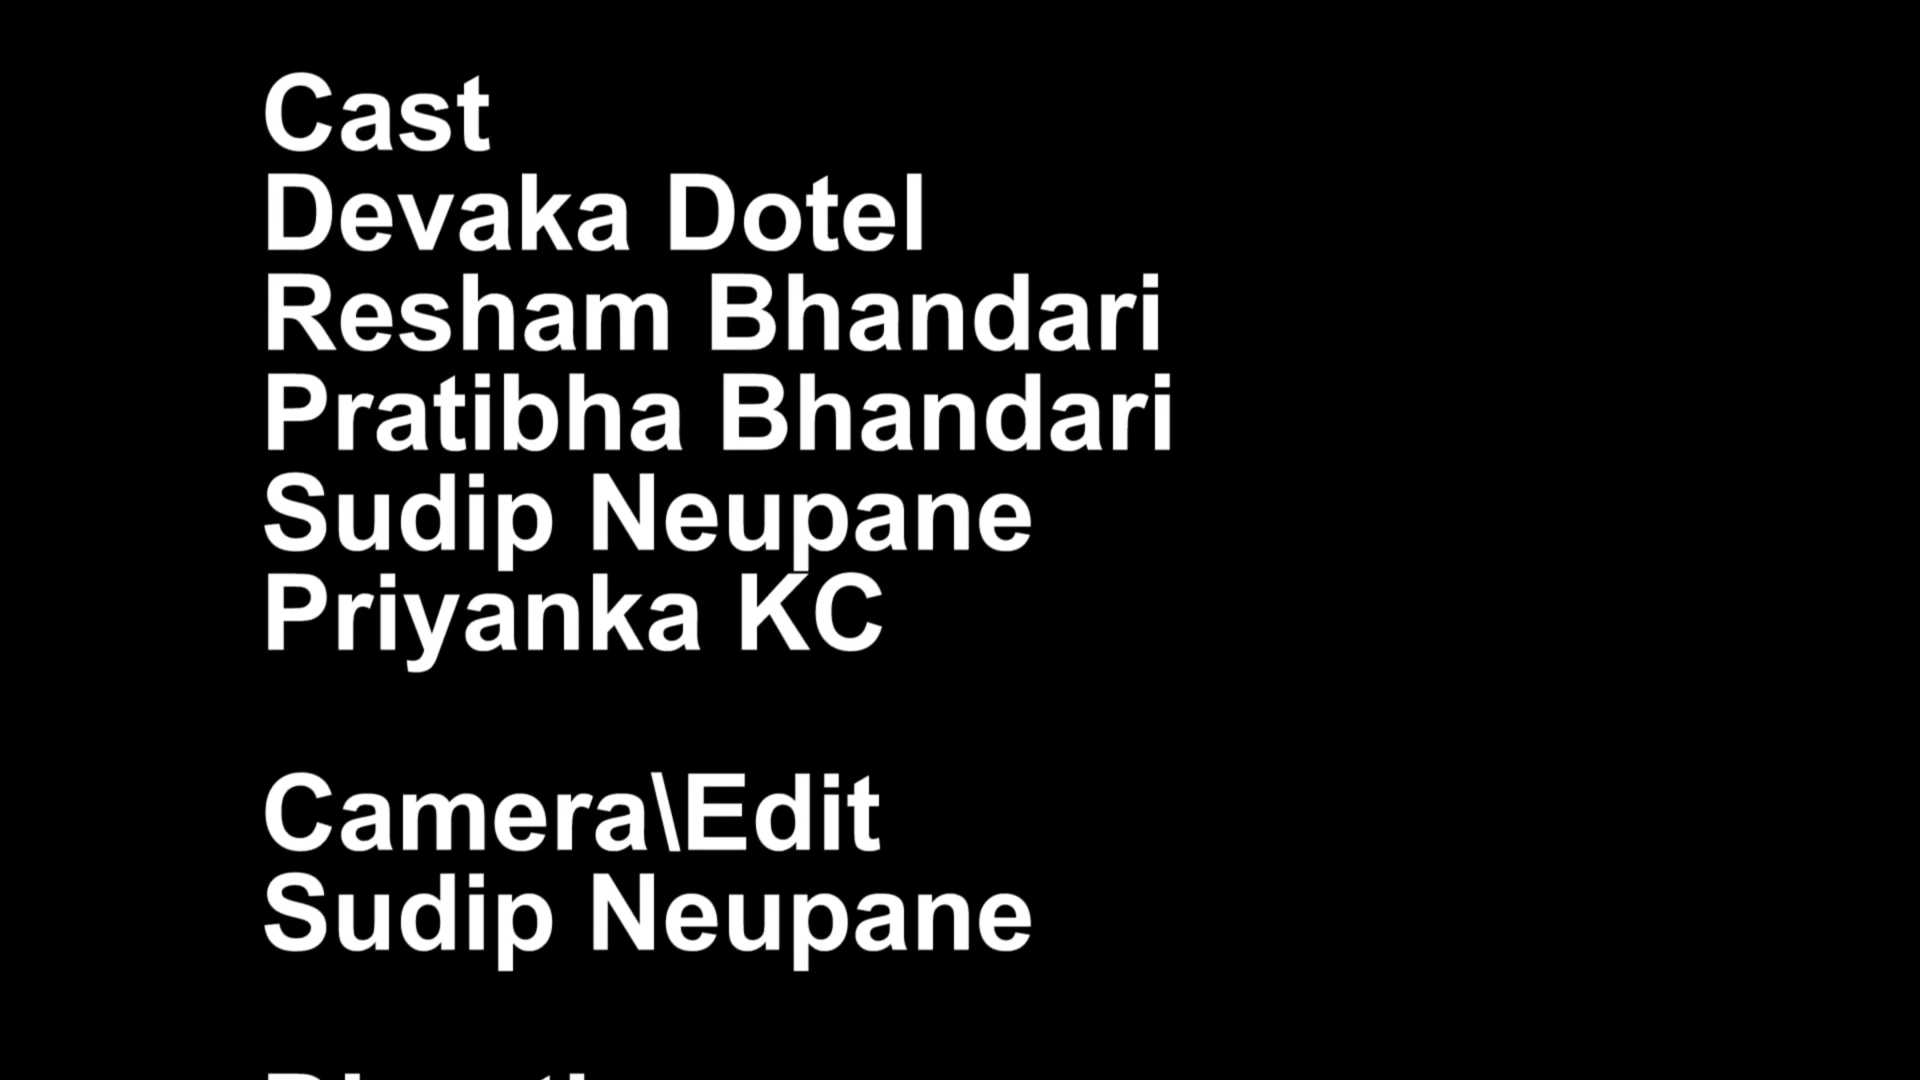 Cast
Devaka Dotel
Resham Bhandari
Pratibha Bhandari
Sudip Neupane
Priyanka KC
Camera\Edit
Sudip Neupane